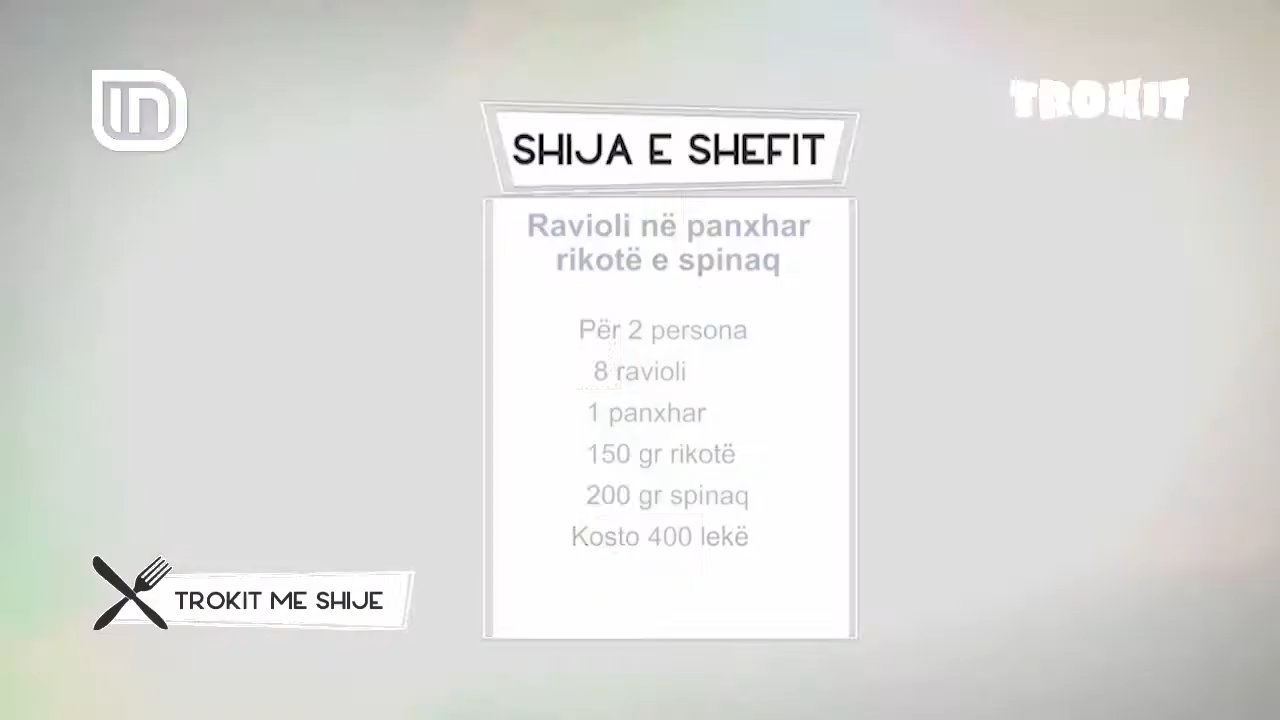 IN
TROKIT
SHIJA E SHEFIT
Ravioli në panxhar
rikotë e spinaq
Për 2 persona
8 ravioli
1 panxhar
150 gr rikotë
200 gr spinaq
Kosto 400 lekë
TROKIT ME SHIJE